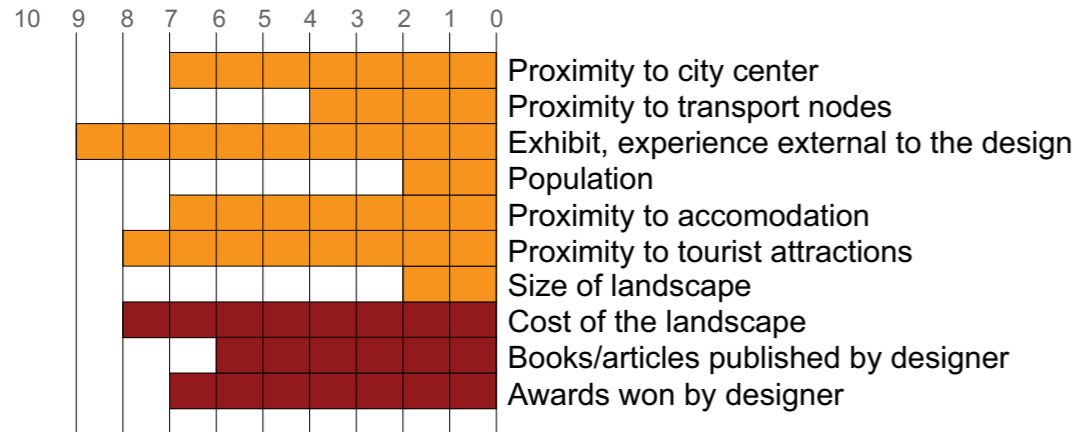 10 9 8 7 6 5 4 3 2 1 0
Proximity to city center
Proximity to transport nodes
Exhibit, experience external to the design
Population
Proximity to accomodation
Proximity to tourist attractions
Size of landscape
Cost of the landscape
Books/articles published by designer
Awards won by designer